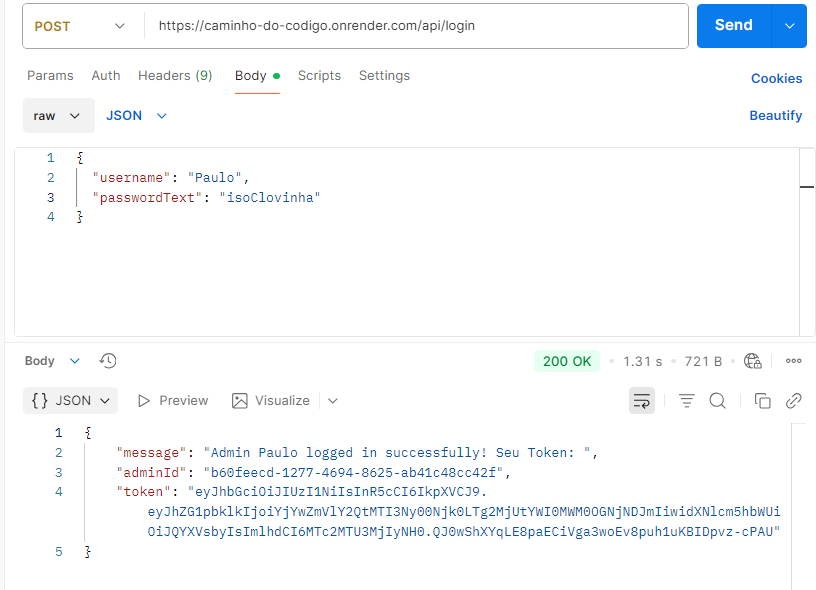 POST https://caminho-do-codigo.onrender.com/api/login Send
Params Auth Headers (9) Body Scripts Settings Cookies
raw JSON Beautify
1 {
2 "username": "Paulo",
3 "passwordText": "isoClovinha"
4 }
Body 200 OK 1.31 s 721 B
{} JSON Preview Visualize
1 {
2 "message": "Admin Paulo logged in successfully! Seu Token: ",
3 "adminId": "b60feecd-1277-4694-8625-ab41c48cc42f",
4 "token": "eyJhbGciOiJIUzI1NiIsInR5cCI6IkpXVCJ9.
eyJhZG1pbklkIjoiYjYwZmVlY2QtMTI3Ny00Njk0LTg2MjUtYWI0MWM0OGNjNDJmIiwidXNlcm5hbWUi
OiJQYXVsbyIsImlhdCI6MTc2MTU3MjIyNH0.QJ0wShXYqLE8paECiVga3woEv8puh1uKBIDpvz-cPAU"
5 }